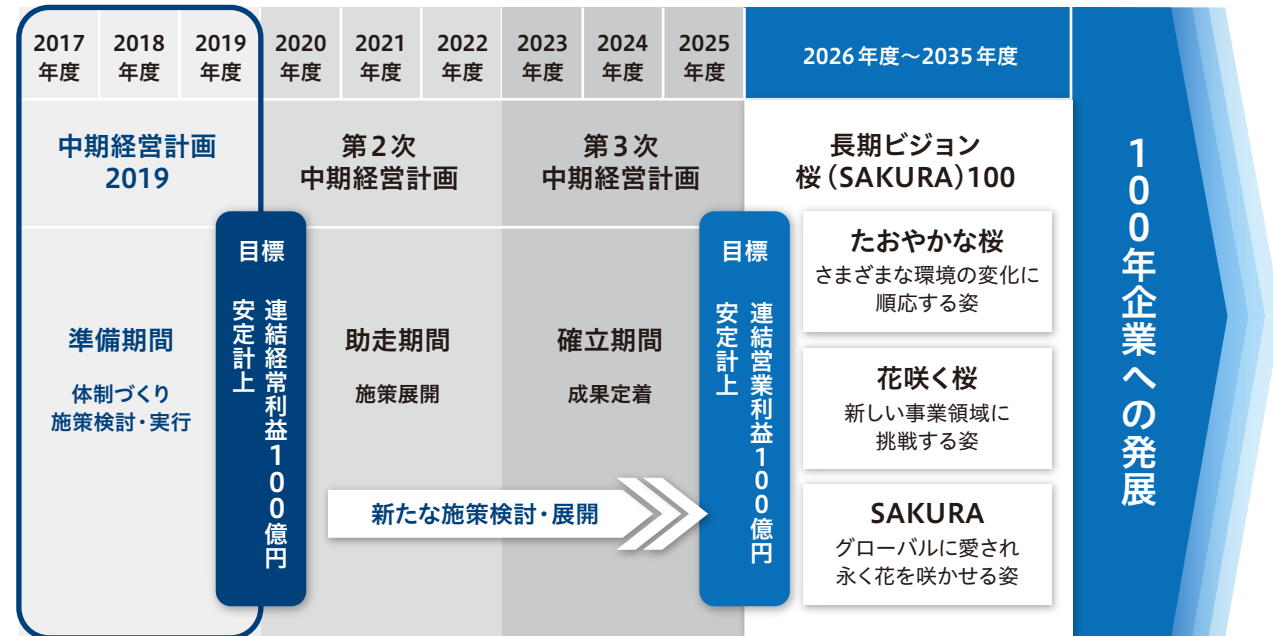 2017
年度
2018
年度
2019
年度
2020
年度
2021
年度
2022
年度
2023
年度
2024
年度
2025
年度
2026年度～2035年度
中期経営計画
2019
第2次
中期経営計画
第3次
中期経営計画
長期ビジョン
桜（SAKURA）100
準備期間
体制づくり
施策検討・実行
目標
連結経常利益100億円
安定計上
助走期間
施策展開
確立期間
成果定着
新たな施策検討・展開
目標
連結営業利益100億円
安定計上
たおやかな桜
さまざまな環境の変化に
順応する姿
花咲く桜
新しい事業領域に
挑戦する姿
SAKURA
グローバルに愛され
永く花を咲かせる姿
100年企業への発展